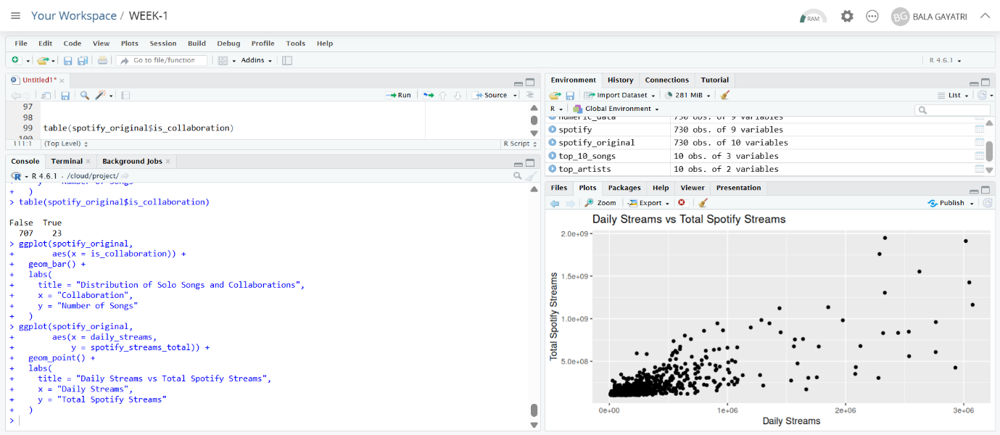 Your Workspace / WEEK-1
RAM
BG BALA GAYATRI
File Edit Code View Plots Session Build Debug Profile Tools Help
Go to file/function
Addins
R 4.6.1
Untitled1*
Run
Source
97
98
99 table(spotify_original$is_collaboration)
100
111:1 (Top Level) R Script
Console Terminal Background Jobs
R 4.6.1 · /cloud/project/
y = "Number of Songs"
+ )
> table(spotify_original$is_collaboration)
False True
707 23
> ggplot(spotify_original,
+ aes(x = is_collaboration)) +
+ geom_bar() +
+ labs(
+ title = "Distribution of Solo Songs and Collaborations",
+ x = "Collaboration",
+ y = "Number of Songs"
+ )
> ggplot(spotify_original,
+ aes(x = daily_streams,
+ y = spotify_streams_total)) +
+ geom_point() +
+ labs(
+ title = "Daily Streams vs Total Spotify Streams",
+ x = "Daily Streams",
+ y = "Total Spotify Streams"
+ )
>
Environment History Connections Tutorial
Import Dataset 281 MiB List
R Global Environment
numeric_data 730 obs. of 9 variables
spotify 730 obs. of 9 variables
spotify_original 730 obs. of 10 variables
top_10_songs 10 obs. of 3 variables
top_artists 10 obs. of 2 variables
Files Plots Packages Help Viewer Presentation
Zoom Export Publish
Daily Streams vs Total Spotify Streams
2.0e+09
1.5e+09
1.0e+09
5.0e+08
Total Spotify Streams
0e+00 1e+06 2e+06 3e+06
Daily Streams